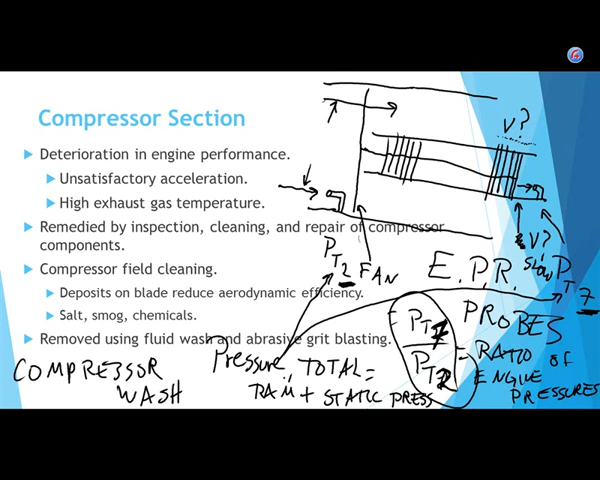 Compressor Section
Deterioration in engine performance.
Unsatisfactory acceleration.
High exhaust gas temperature.
Remedied by inspection, cleaning, and repair of compressor
components.
Compressor field cleaning.
Deposits on blade reduce aerodynamic efficiency.
Salt, smog, chemicals.
Removed using fluid wash and abrasive grit blasting.
COMPRESSOR
WASH
V?
V?
SLOW
PT2 FAN
E.P.R.
PT7
PROBES
= PT7
PT2
= RATIO OF
ENGINE
PRESSURES
Pressure, TOTAL =
RAM + STATIC PRESS